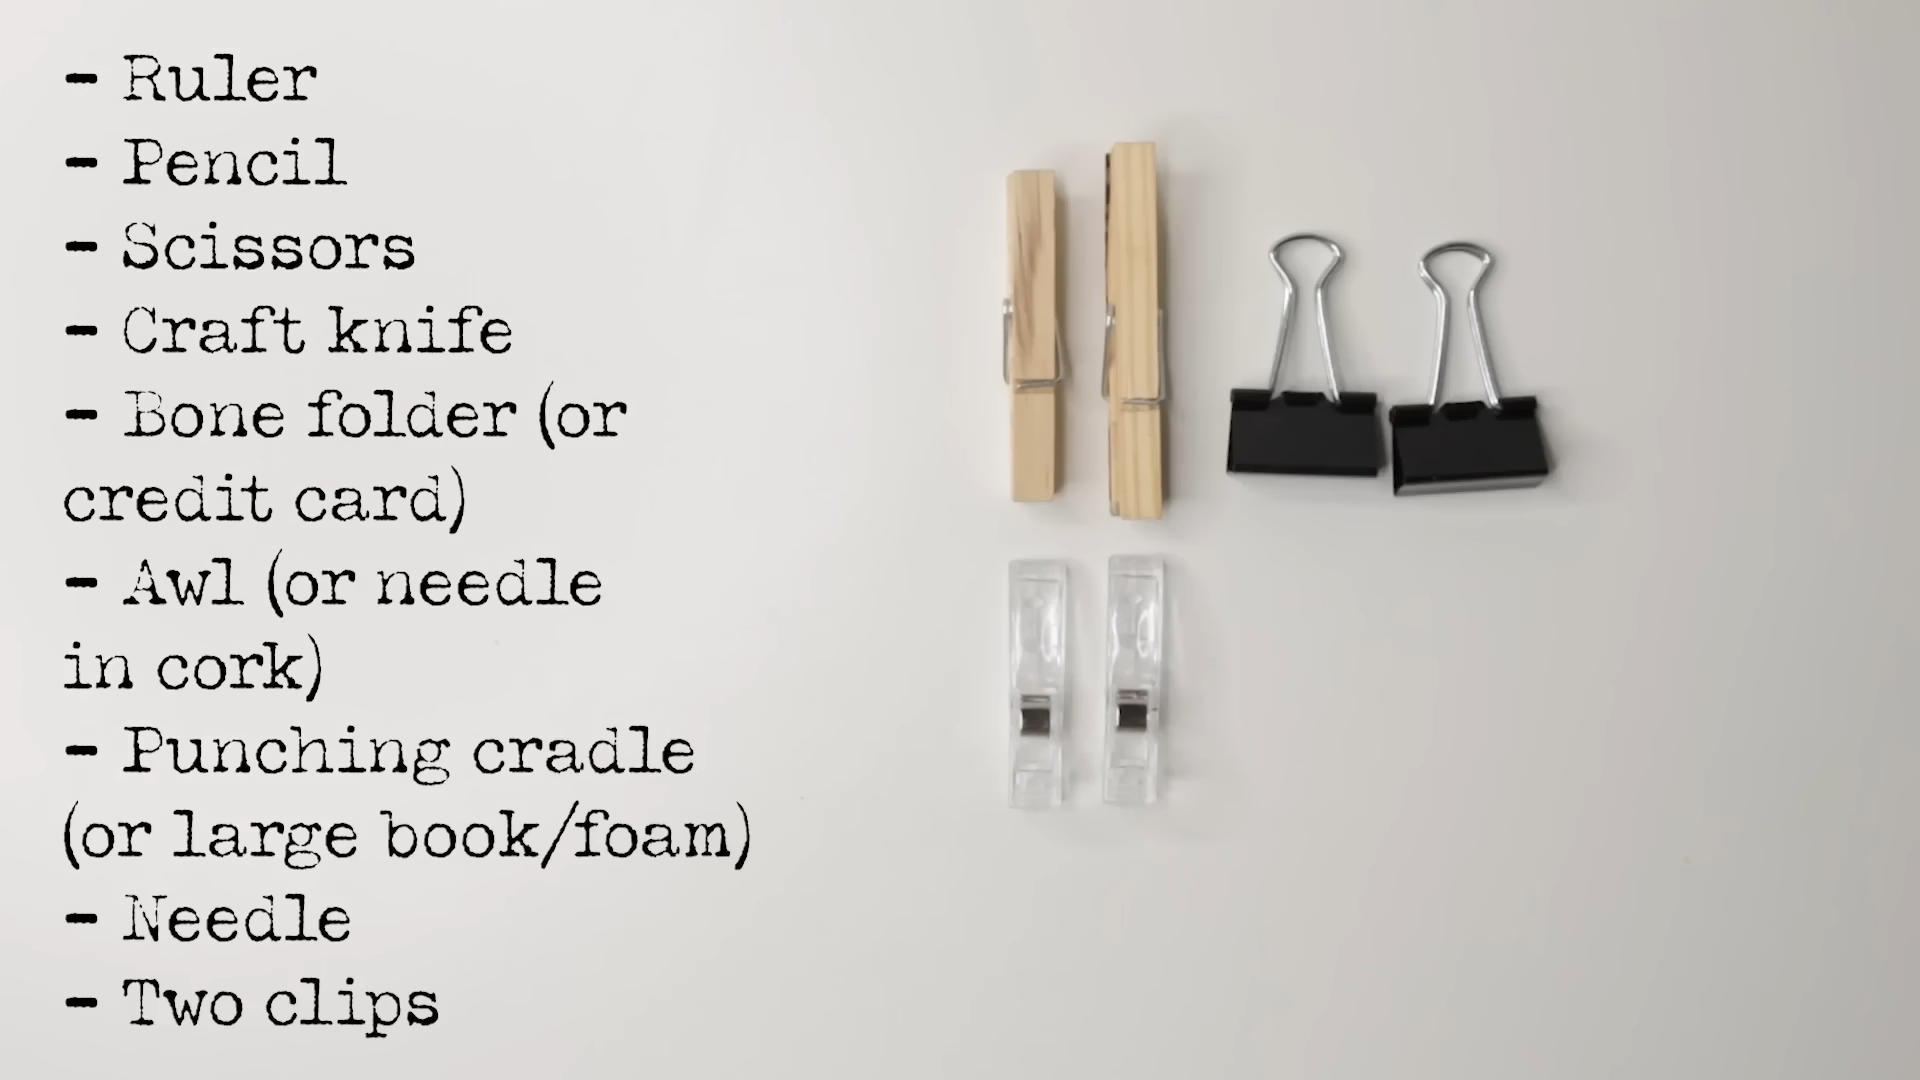 - Ruler
- Pencil
- Scissors
- Craft knife
- Bone folder (or
credit card)
- Awl (or needle
in cork)
- Punching cradle
(or large book/foam)
- Needle
- Two clips